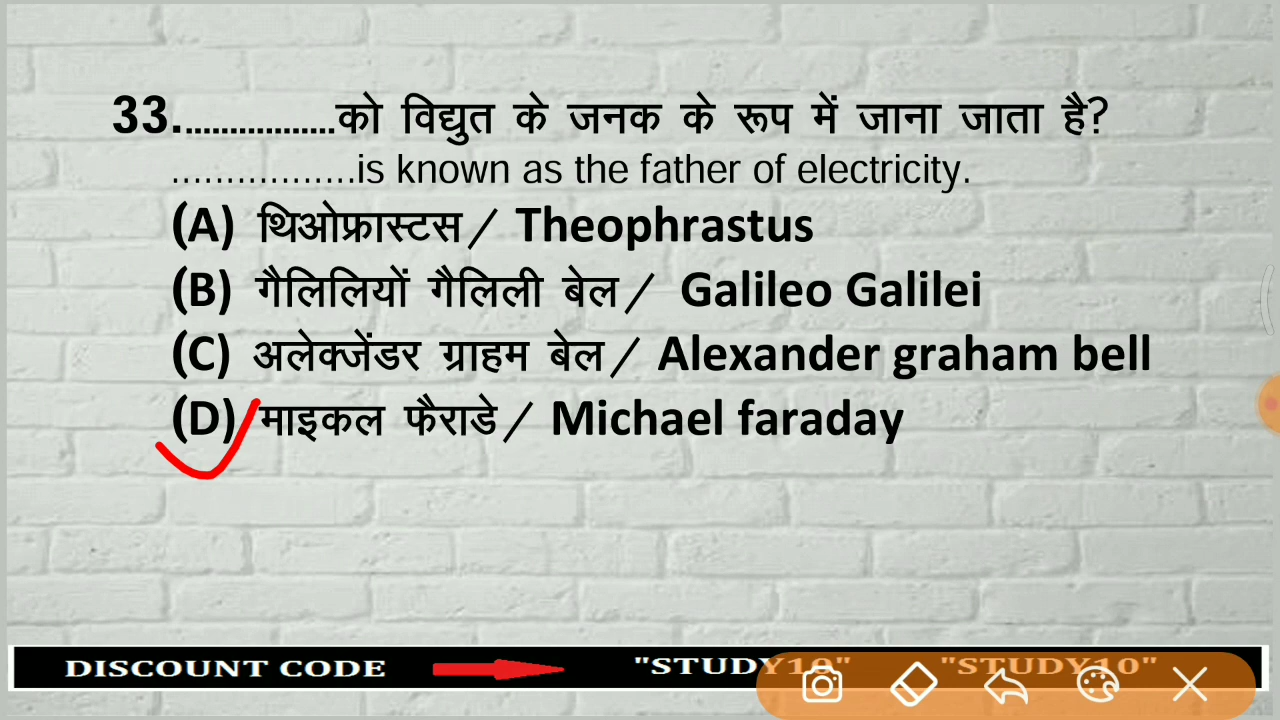 33..................को विद्युत के जनक के रूप में जाना जाता है?
.................is known as the father of electricity.
(A) थिओफ्रास्टस / Theophrastus
(B) गैलिलियों गैलिली बेल / Galileo Galilei
(C) अलेक्जेंडर ग्राहम बेल / Alexander graham bell
(D) माइकल फैराडे / Michael faraday
DISCOUNT CODE "STUDY10" "STUDY10"